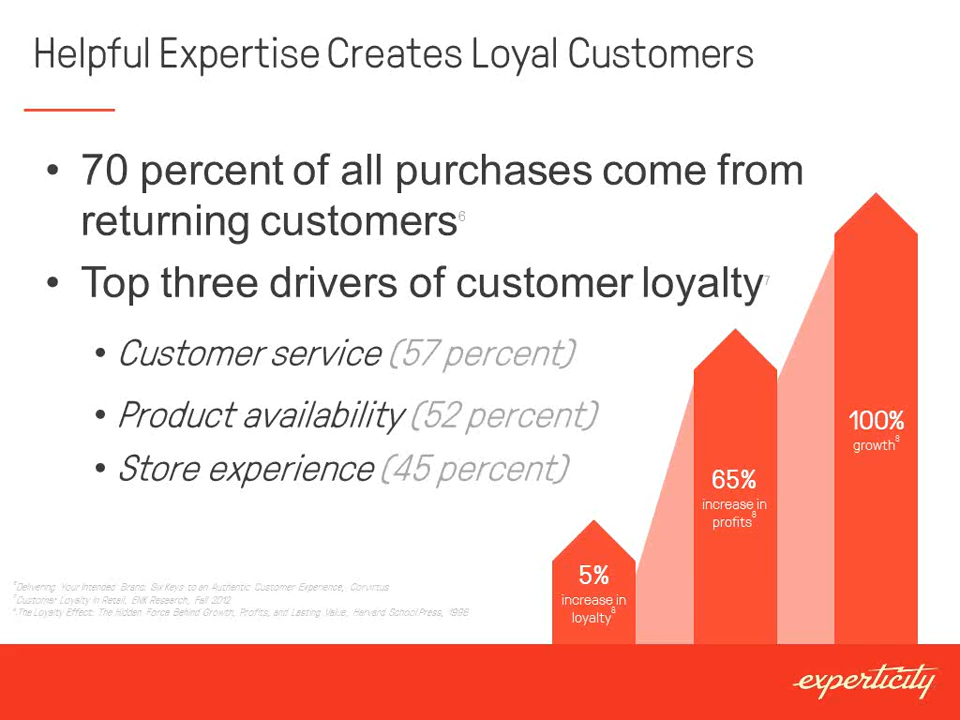 Helpful Expertise Creates Loyal Customers
• 70 percent of all purchases come from
returning customers6
• Top three drivers of customer loyalty7
• Customer service (57 percent)
• Product availability (52 percent)
• Store experience (45 percent)
5%
increase in
loyalty8
65%
increase in
profits8
100%
growth8
6Delivering Your Intended Brand: Six Keys to an Authentic Customer Experience, Corvirtus
7Customer Loyalty in Retail, ENK Research, Fall 2012
8 The Loyalty Effect: The Hidden Force Behind Growth, Profits, and Lasting Value, Harvard School Press, 1996
experticity